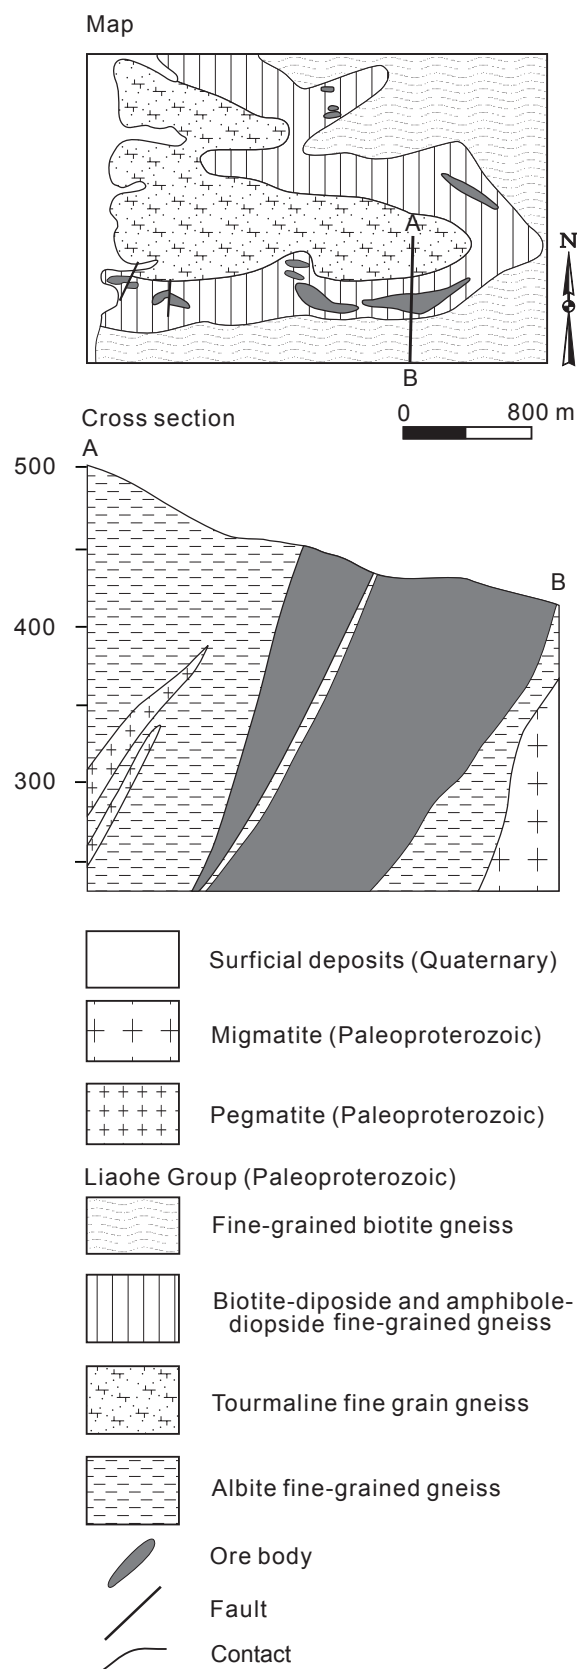 Map
A
N
B
0 800 m
Cross section
A
500
B
400
300
Surficial deposits (Quaternary)
Migmatite (Paleoproterozoic)
Pegmatite (Paleoproterozoic)
Liaohe Group (Paleoproterozoic)
Fine-grained biotite gneiss
Biotite-diposide and amphibole-
diopside fine-grained gneiss
Tourmaline fine grain gneiss
Albite fine-grained gneiss
Ore body
Fault
Contact